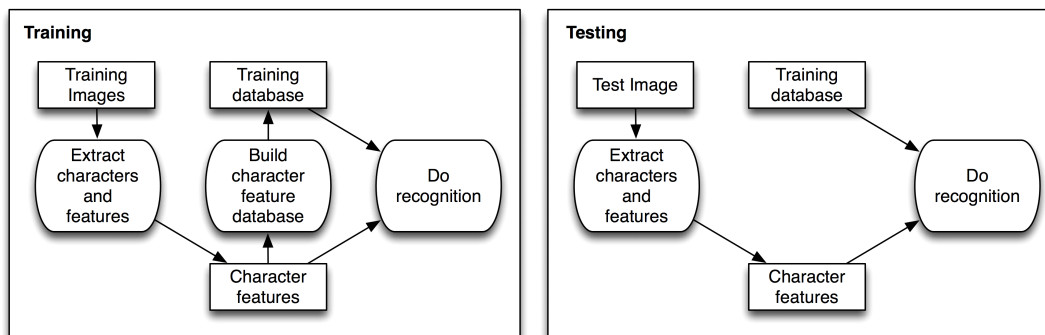 Training
Training
Images
Training
database
Extract
characters
and
features
Build
character
feature
database
Do
recognition
Character
features
Testing
Test Image
Training
database
Extract
characters
and
features
Do
recognition
Character
features